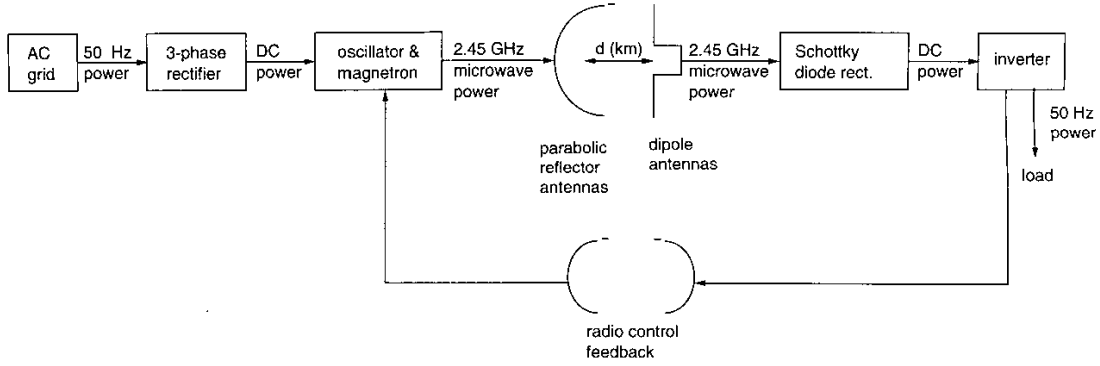 AC
grid
50 Hz
power
3-phase
rectifier
DC
power
oscillator &
magnetron
2.45 GHz
microwave
power
d (km)
2.45 GHz
microwave
power
Schottky
diode rect.
DC
power
inverter
50 Hz
power
load
parabolic
reflector
antennas
dipole
antennas
radio control
feedback